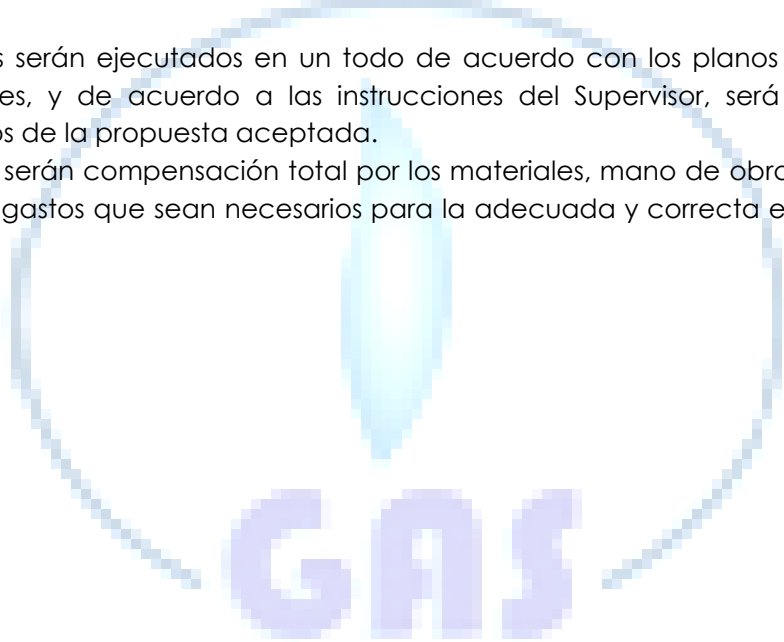 s serán ejecutados en un todo de acuerdo con los planos
es, y de acuerdo a las instrucciones del Supervisor, será
os de la propuesta aceptada.
serán compensación total por los materiales, mano de obra
gastos que sean necesarios para la adecuada y correcta e
GAS